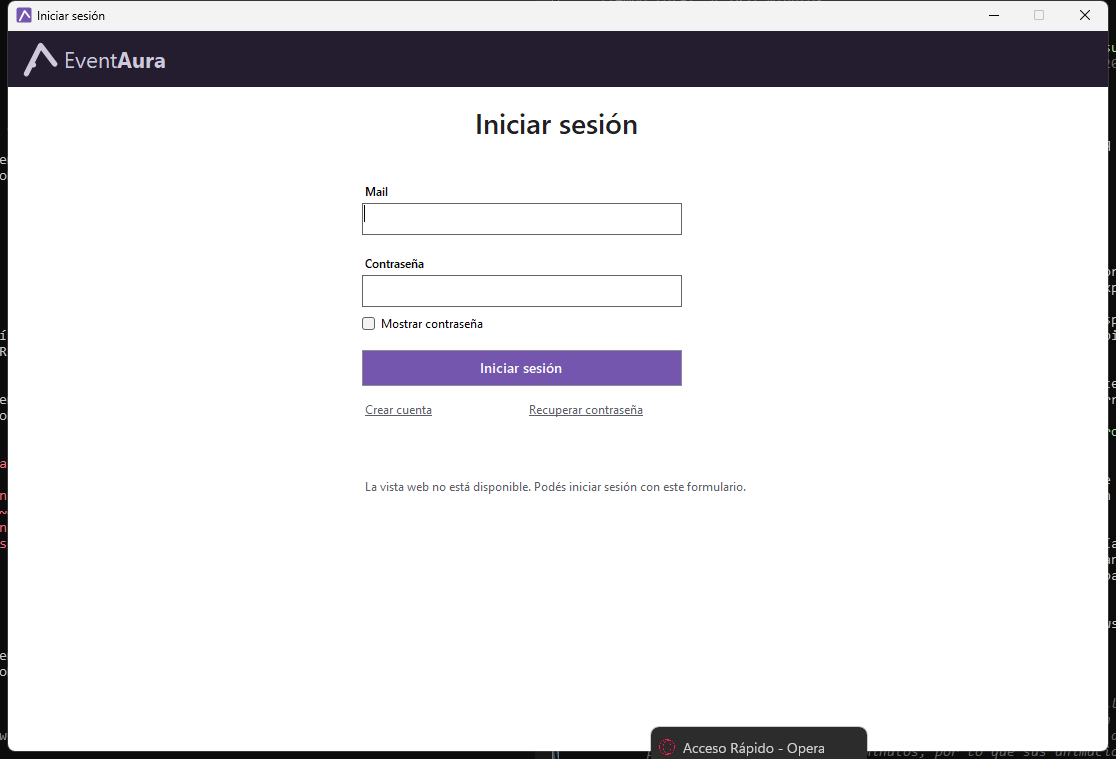 Iniciar sesión
EventAura
Iniciar sesión
Mail
Contraseña
Mostrar contraseña
Iniciar sesión
Crear cuenta
Recuperar contraseña
La vista web no está disponible. Podés iniciar sesión con este formulario.
Acceso Rápido - Opera